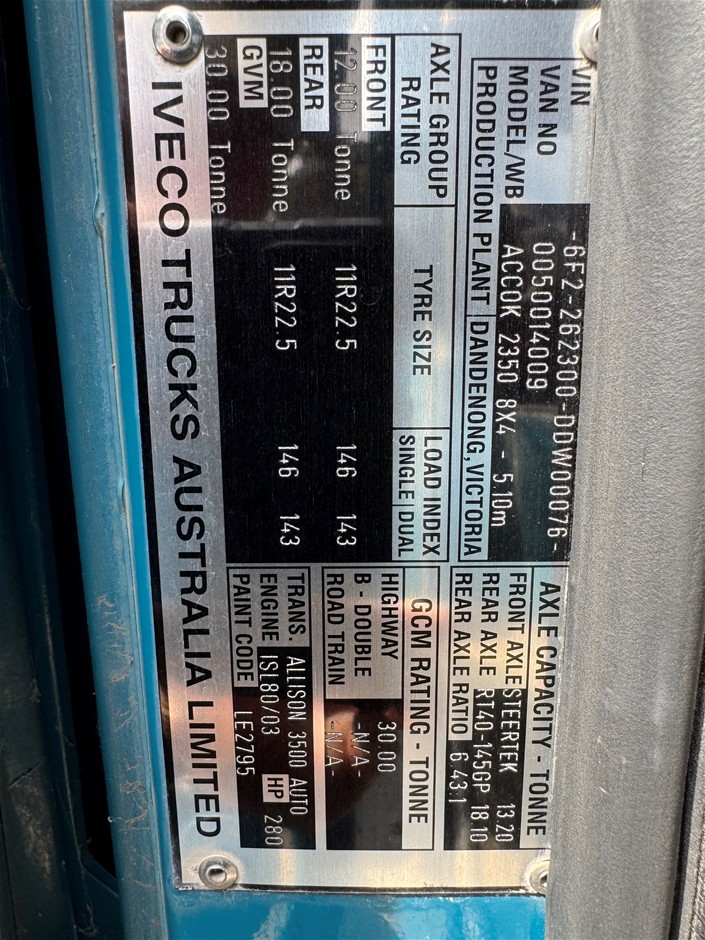 VIN -6F2-262300-DDW00076-
VAN NO 0050014009
MODEL/WB ACCOK 2350 8X4 - 5.10m
PRODUCTION PLANT DANDENONG, VICTORIA
AXLE GROUP RATING TYRE SIZE LOAD INDEX SINGLE DUAL
FRONT
12.00 Tonne 11R22.5 146 143
REAR
18.00 Tonne 11R22.5 146 143
GVM
30.00 Tonne
AXLE CAPACITY - TONNE
FRONT AXLE STEERTEK 13.20
REAR AXLE RT40-145GP 18.10
REAR AXLE RATIO 6.43:1
GCM RATING - TONNE
HIGHWAY 30.00
B - DOUBLE -N/A-
ROAD TRAIN -N/A-
TRANS. ALLISON 3500 AUTO
ENGINE ISL80/03 HP 280
PAINT CODE LE2795
IVECO TRUCKS AUSTRALIA LIMITED